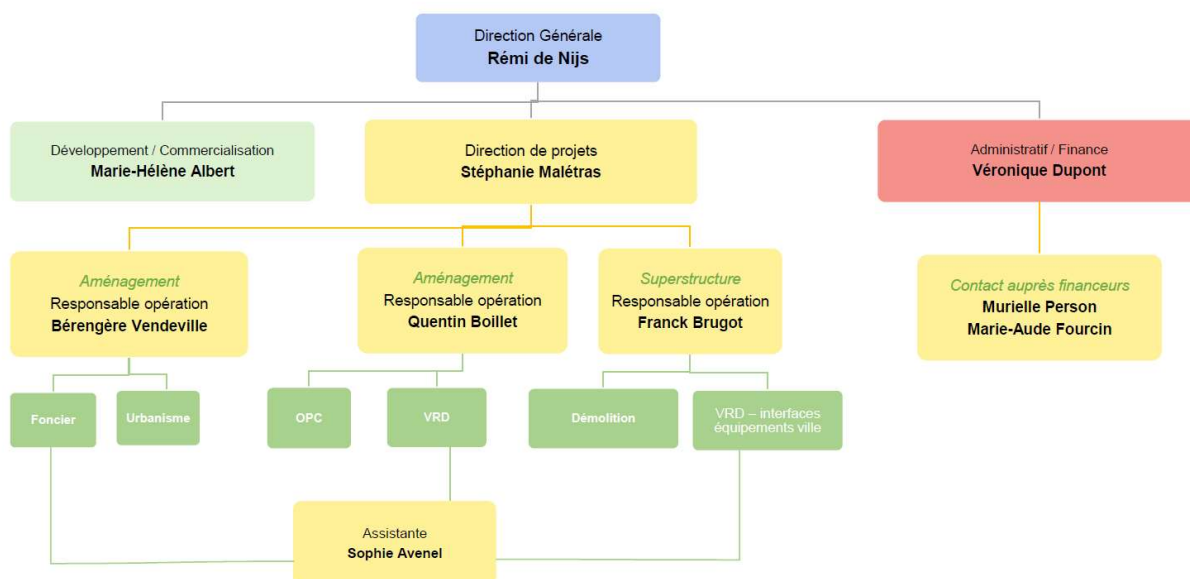 Direction Générale
Rémi de Nijs
Développement / Commercialisation
Marie-Hélène Albert
Direction de projets
Stéphanie Malétras
Administratif / Finance
Véronique Dupont
Aménagement
Responsable opération
Bérengère Vendeville
Aménagement
Responsable opération
Quentin Boillet
Superstructure
Responsable opération
Franck Brugot
Contact auprès financeurs
Murielle Person
Marie-Aude Fourcin
Foncier
Urbanisme
OPC
VRD
Démolition
VRD – interfaces
équipements ville
Assistante
Sophie Avenel